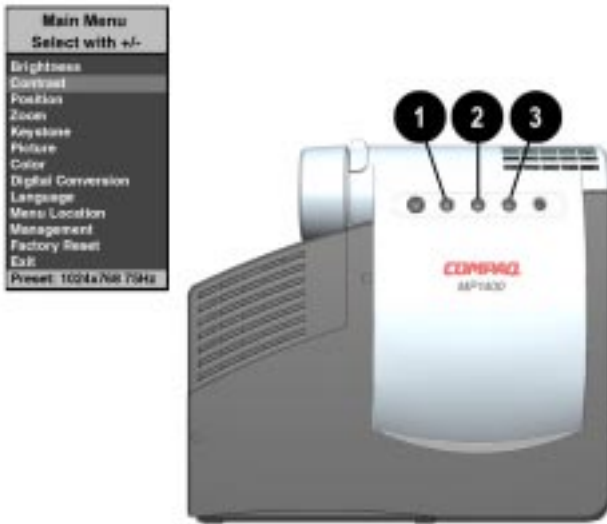 Main Menu
Select with +/-
Brightness
Contrast
Position
Zoom
Keystone
Picture
Color
Digital Conversion
Language
Menu Location
Management
Factory Reset
Exit
Preset: 1024x768 75Hz
1 2 3
COMPAQ
MP1400